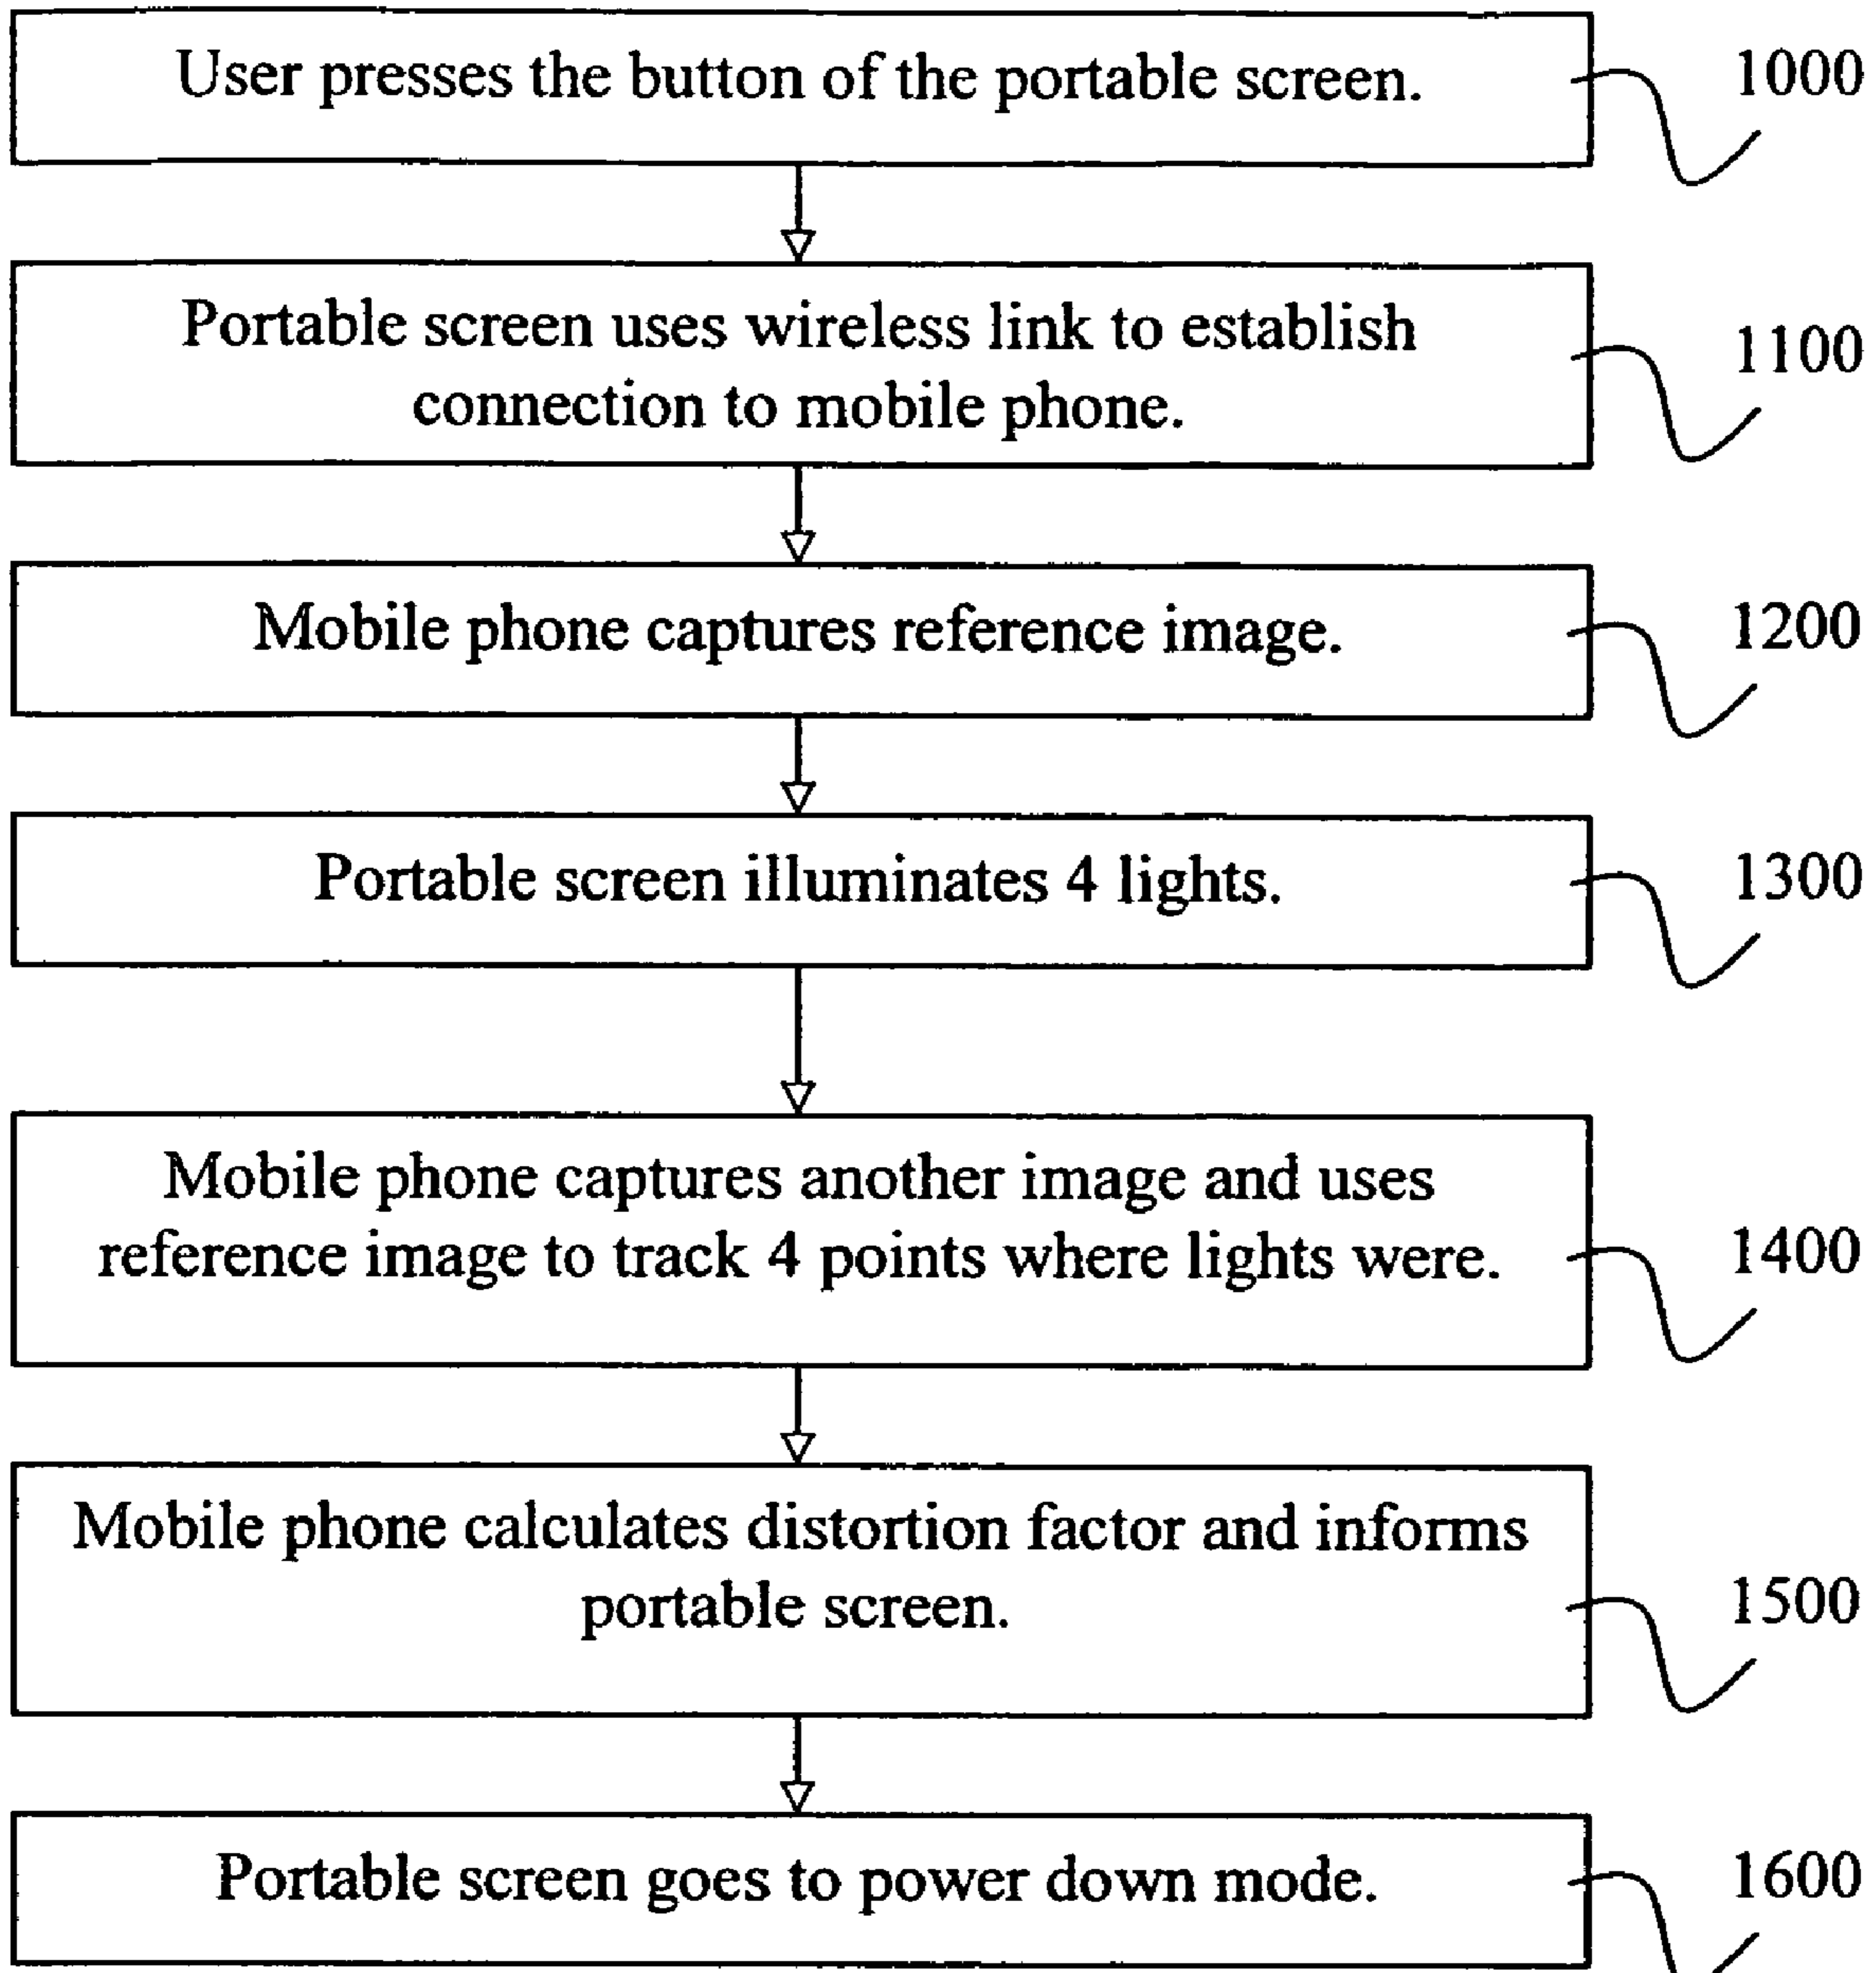 User presses the button of the portable screen.
1000
Portable screen uses wireless link to establish
connection to mobile phone.
1100
Mobile phone captures reference image.
1200
Portable screen illuminates 4 lights.
1300
Mobile phone captures another image and uses
reference image to track 4 points where lights were.
1400
Mobile phone calculates distortion factor and informs
portable screen.
1500
Portable screen goes to power down mode.
1600